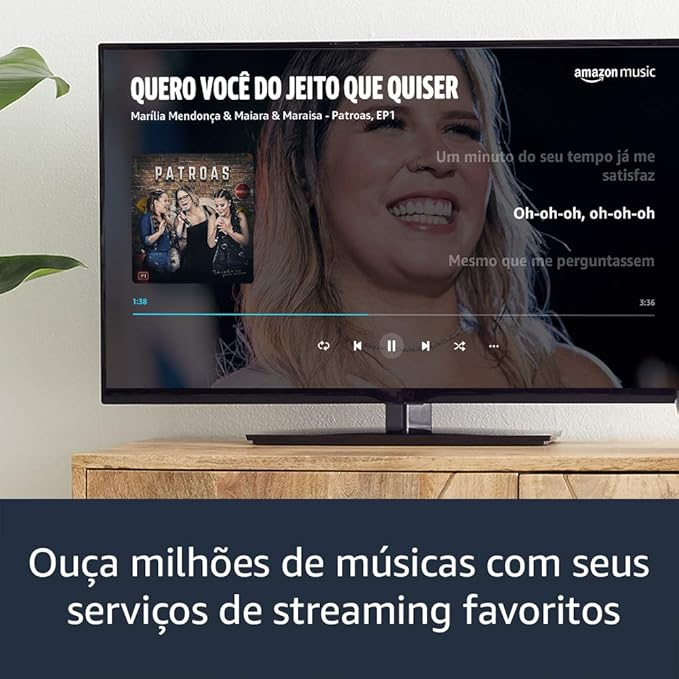 QUERO VOCÊ DO JEITO QUE QUISER
amazon music
Marília Mendonça & Maiara & Maraisa - Patroas, EP1
PATROAS
Um minuto do seu tempo já me
satisfaz
Oh-oh-oh, oh-oh-oh
Mesmo que me perguntassem
1:38
3:36
Ouça milhões de músicas com seus
serviços de streaming favoritos